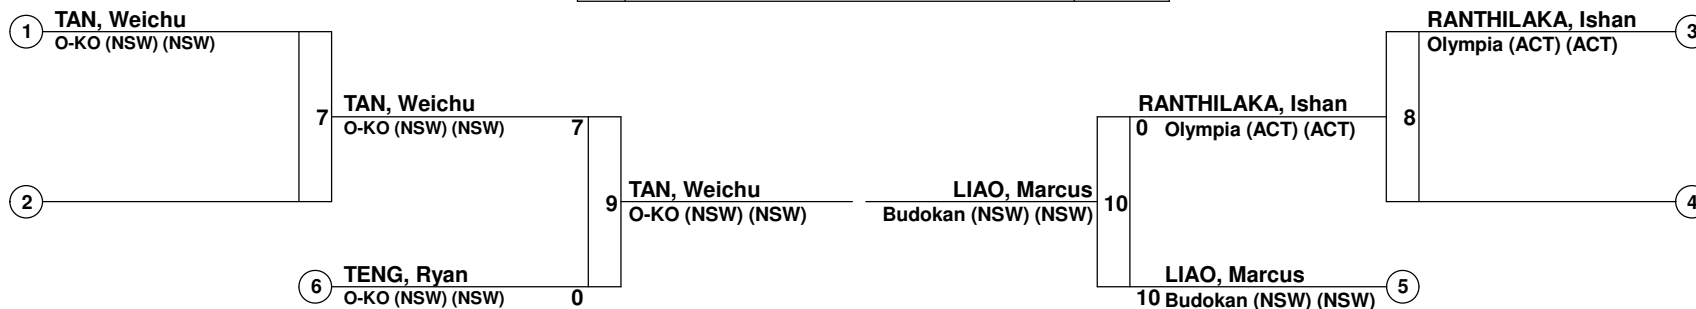 1 TAN, Weichu
O-KO (NSW) (NSW)
RANTHILAKA, Ishan 3
Olympia (ACT) (ACT)
7 TAN, Weichu
O-KO (NSW) (NSW) 7
RANTHILAKA, Ishan 8
0 Olympia (ACT) (ACT)
2
9 TAN, Weichu
O-KO (NSW) (NSW)
LIAO, Marcus 10
Budokan (NSW) (NSW)
4
6 TENG, Ryan
O-KO (NSW) (NSW) 0
LIAO, Marcus 5
10 Budokan (NSW) (NSW)